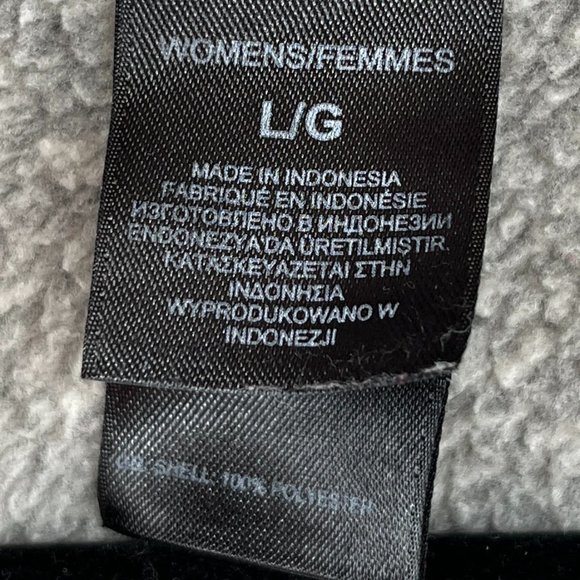 WOMENS/FEMMES
L/G
MADE IN INDONESIA
FABRIQUÉ EN INDONÉSIE
ИЗГОТОВЛЕНО В ИНДОНЕЗИИ
ENDONEZYA'DA ÜRETILMIŞTIR.
ΚΑΤΑΣΚΕΥΑΖΕΤΑΙ ΣΤΗΝ
ΙΝΔΟΝΗΣΙΑ
WYPRODUKOWANO W
INDONEZJI
SHELL 100% POLYESTER